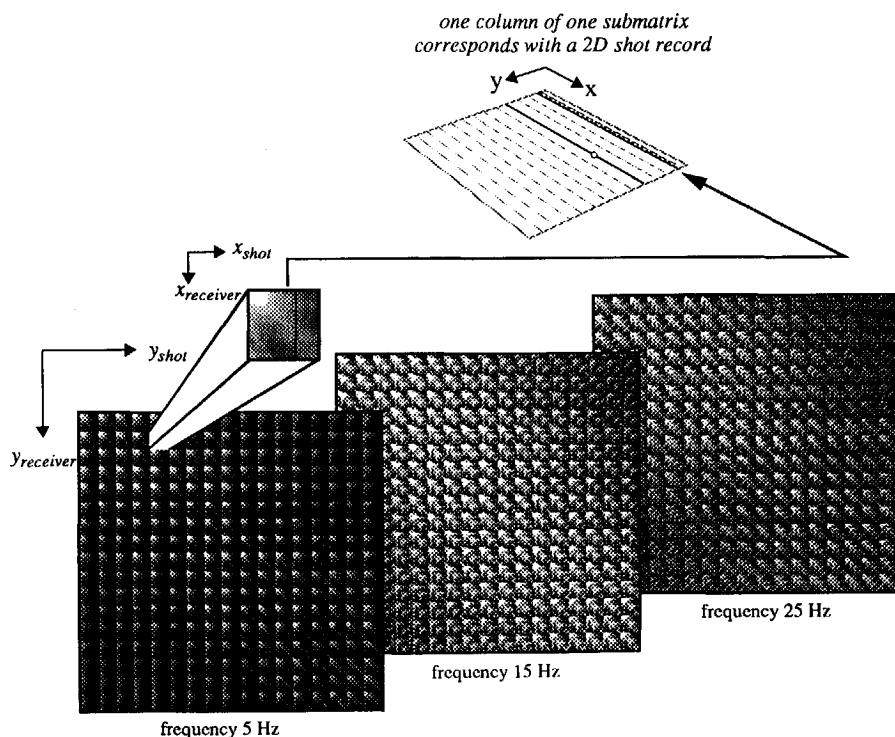 one column of one submatrix
corresponds with a 2D shot record
y
x
x_shot
x_receiver
y_shot
y_receiver
frequency 25 Hz
frequency 15 Hz
frequency 5 Hz